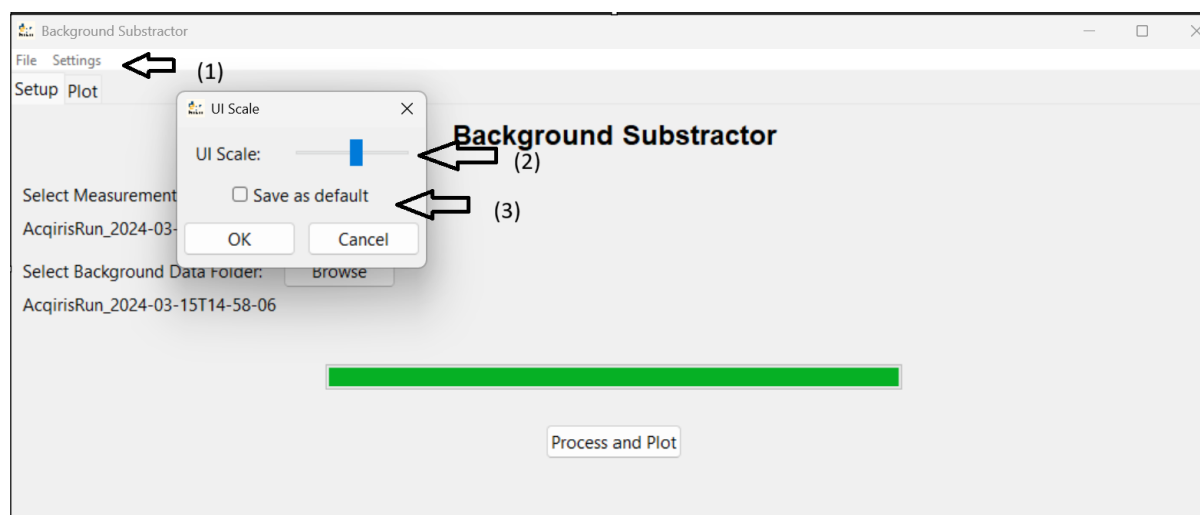 Background Substractor
File Settings
(1)
Setup Plot
UI Scale
Background Substractor
UI Scale:
(2)
Select Measurement
Save as default
(3)
AcqirisRun_2024-03-
OK Cancel
Select Background Data Folder: Browse
AcqirisRun_2024-03-15T14-58-06
Process and Plot